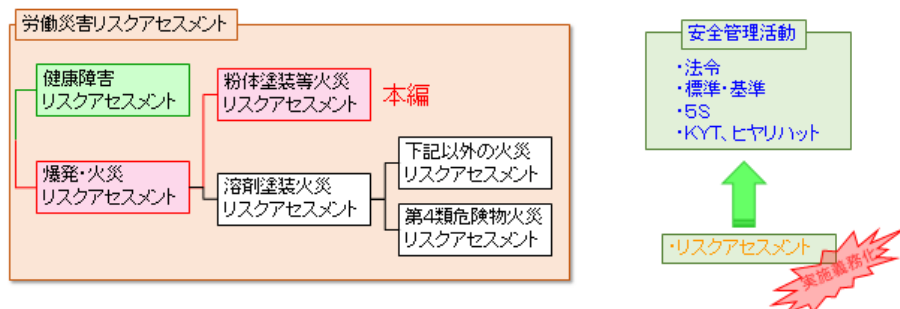 労働災害リスクアセスメント
健康障害
リスクアセスメント
爆発・火災
リスクアセスメント
粉体塗装等火災
リスクアセスメント
本編
溶剤塗装火災
リスクアセスメント
下記以外の火災
リスクアセスメント
第4類危険物火災
リスクアセスメント
安全管理活動
・法令
・標準・基準
・5S
・KYT、ヒヤリハット
・リスクアセスメント
実施義務化